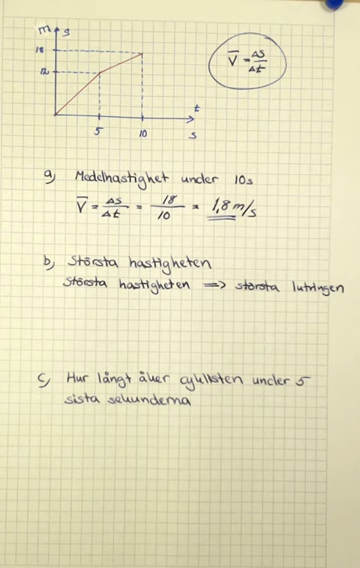 m s
18
12
t
5 10 s
V̅ = ΔS/Δt
a) Medelhastighet under 10s
V̅ = ΔS/Δt = 18/10 = 1,8 m/s
b) Största hastigheten
Största hastigheten => största lutningen
c) Hur långt åker cyklisten under 5
sista sekunderna